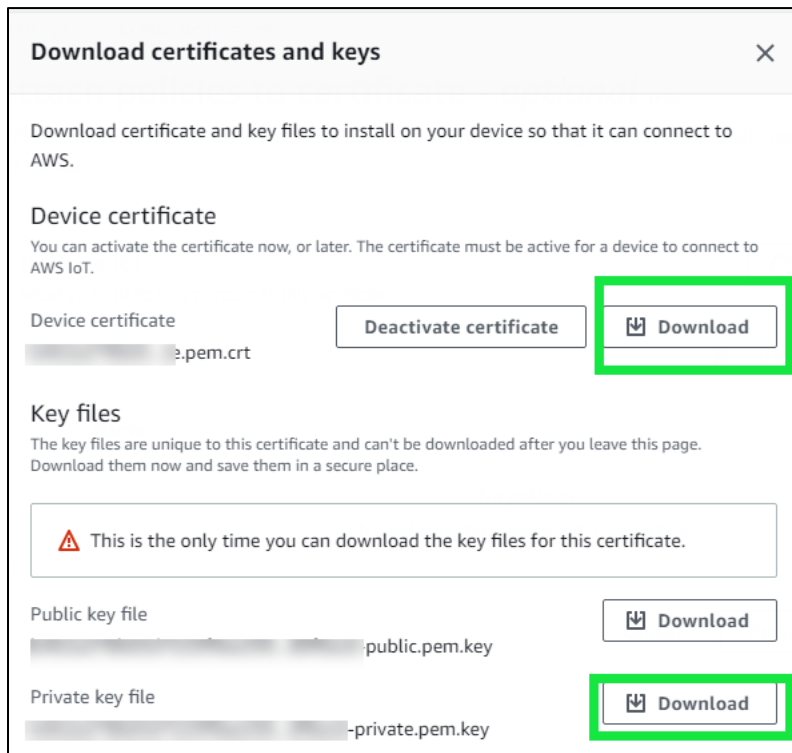 Download certificates and keys
Download certificate and key files to install on your device so that it can connect to
AWS.
Device certificate
You can activate the certificate now, or later. The certificate must be active for a device to connect to
AWS IoT.
Device certificate
Deactivate certificate
Download
e.pem.crt
Key files
The key files are unique to this certificate and can't be downloaded after you leave this page.
Download them now and save them in a secure place.
This is the only time you can download the key files for this certificate.
Public key file
Download
-public.pem.key
Private key file
Download
-private.pem.key